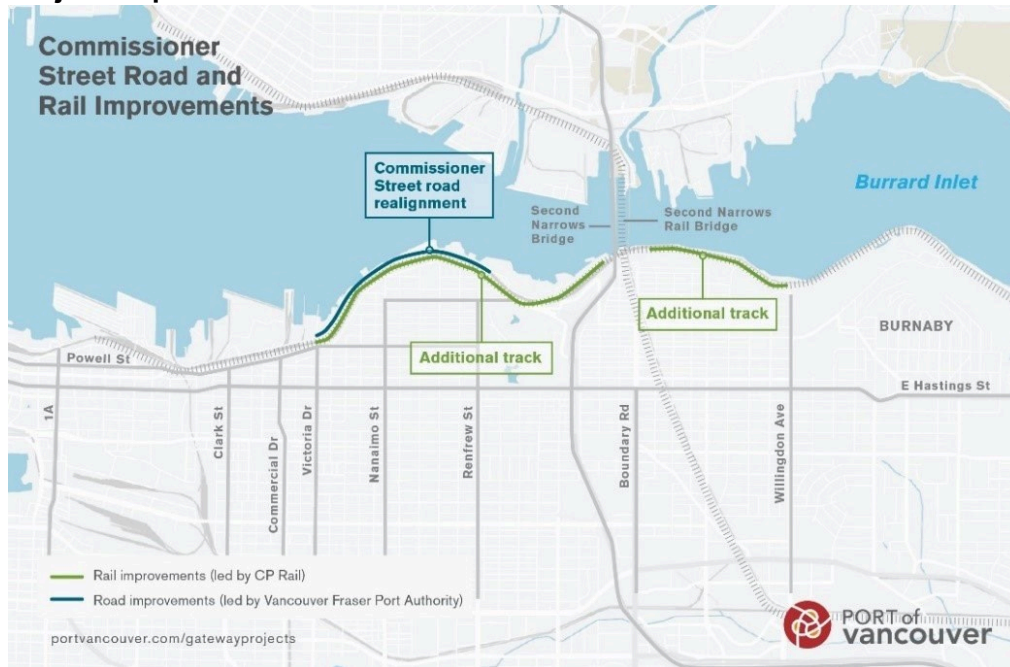 Commissioner
Street Road and
Rail Improvements
Commissioner
Street road
realignment
Burrard Inlet
Second
Narrows
Bridge
Second Narrows
Rail Bridge
Additional track
Additional track
BURNABY
Powell St
E Hastings St
1A
Clark St
Commercial Dr
Victoria Dr
Nanaimo St
Renfrew St
Boundary Rd
Willingdon Ave
Rail improvements (led by CP Rail)
Road improvements (led by Vancouver Fraser Port Authority)
portvancouver.com/gatewayprojects
PORT of
vancouver